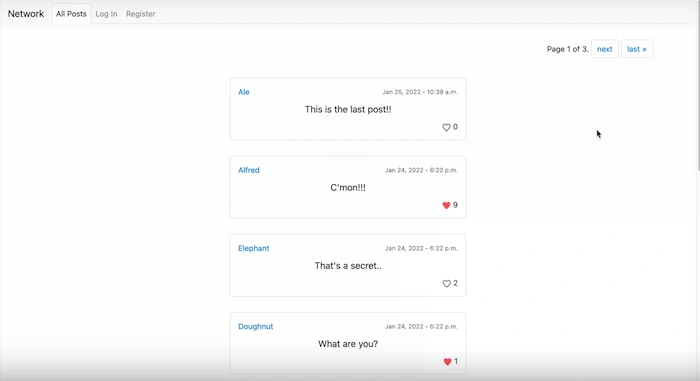 Network All Posts Log In Register
Page 1 of 3. next last »
Ale Jan 25, 2022 - 10:39 a.m.
This is the last post!!
0
Alfred Jan 24, 2022 - 6:22 p.m.
C'mon!!!
9
Elephant Jan 24, 2022 - 6:22 p.m.
That's a secret..
2
Doughnut Jan 24, 2022 - 6:22 p.m.
What are you?
1